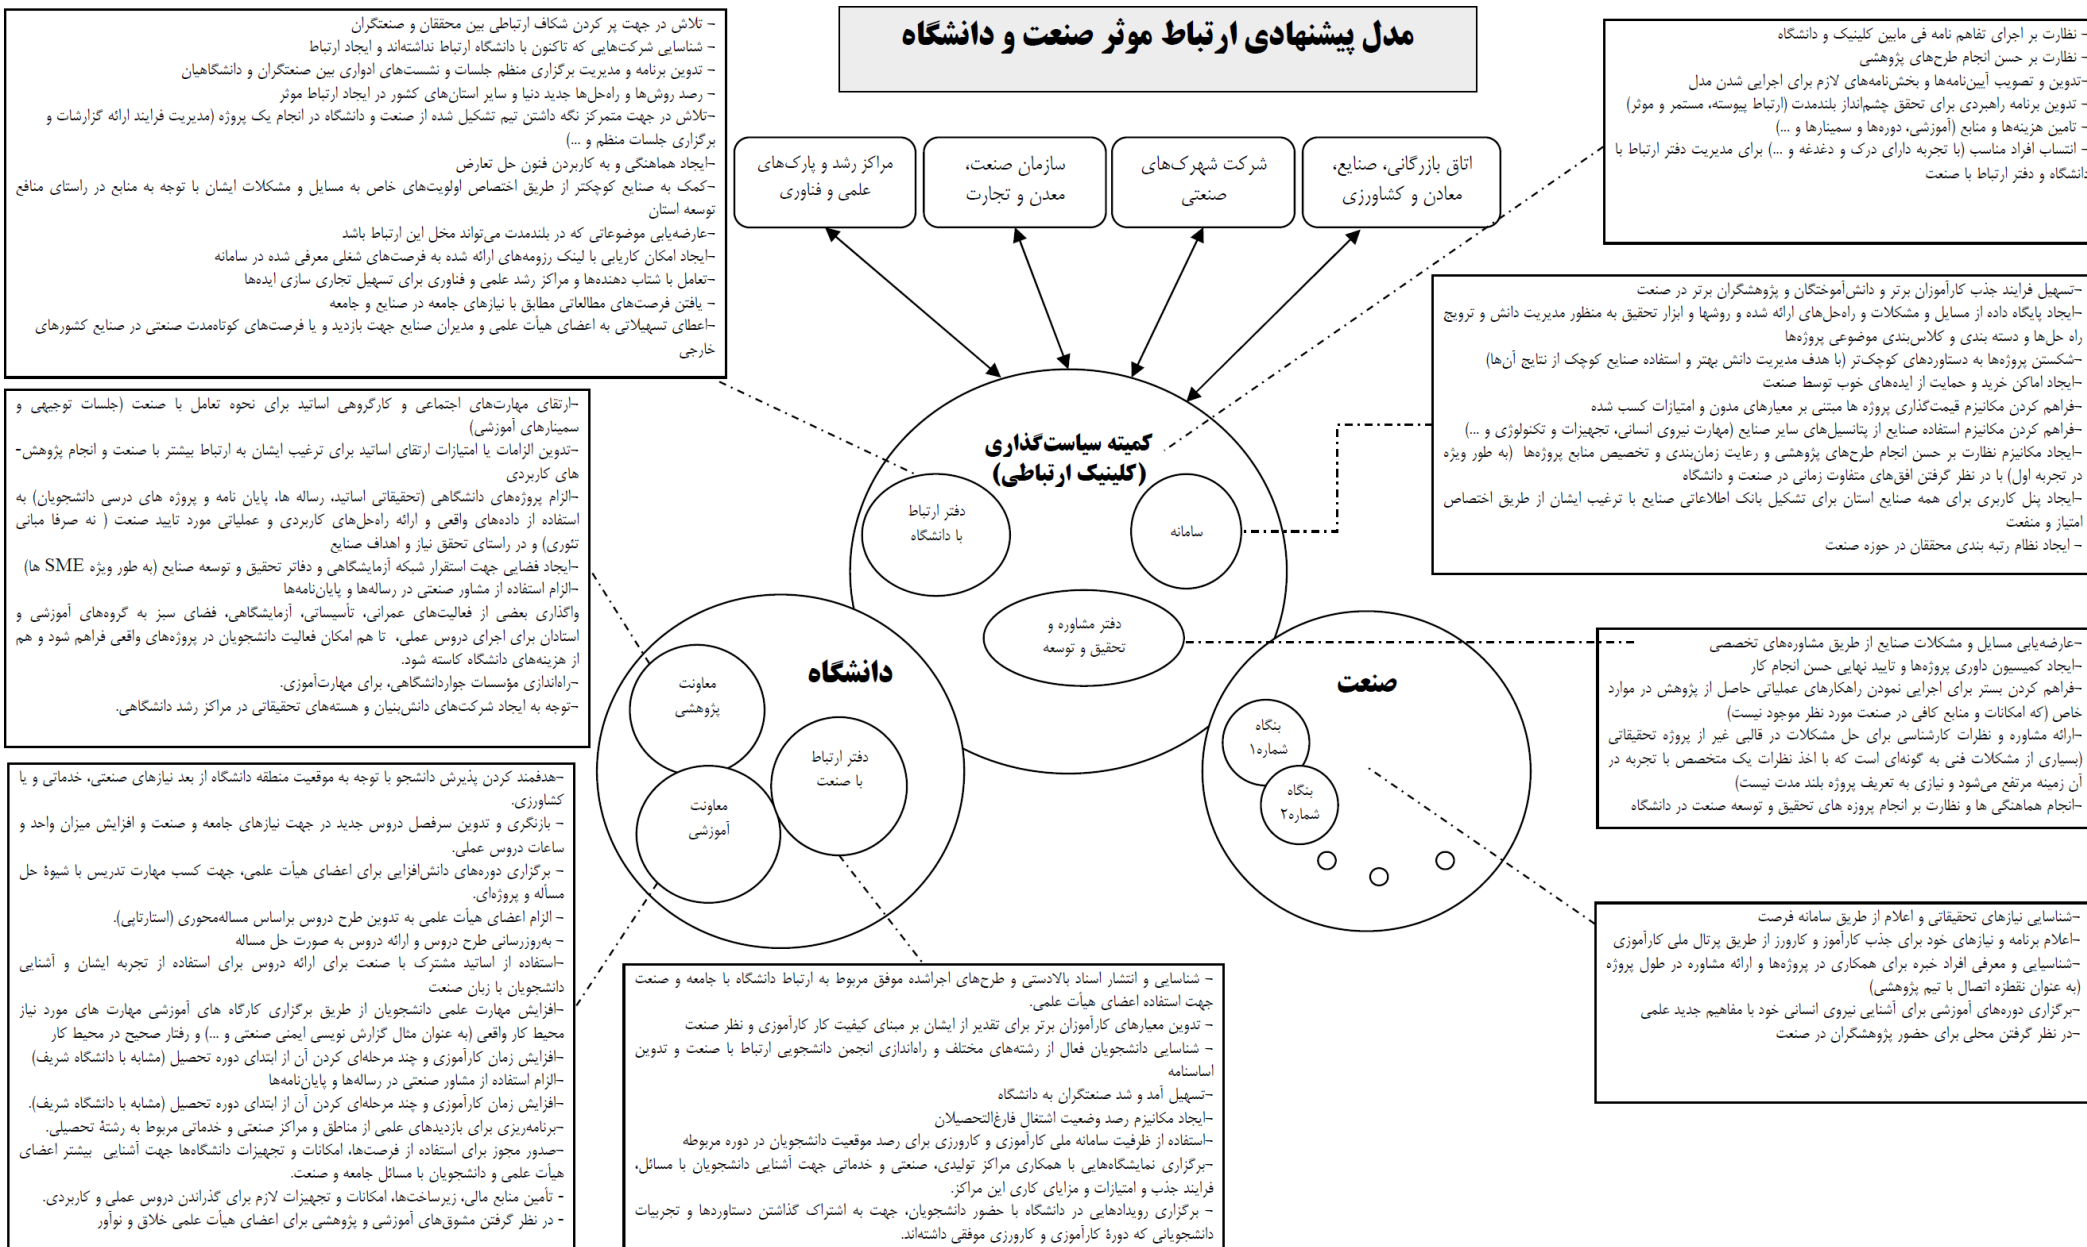 مدل پیشنهادی ارتباط موثر صنعت و دانشگاه
– نظارت بر اجرای تفاهم نامه فی مابین کلینیک و دانشگاه
– نظارت بر حسن انجام طرح‌های پژوهشی
–تدوین و تصویب آیین‌نامه‌ها و بخش‌نامه‌های لازم برای اجرایی شدن مدل
– تدوین برنامه راهبردی برای تحقق چشم‌انداز بلندمدت (ارتباط پیوسته، مستمر و موثر)
– تامین هزینه‌ها و منابع (آموزشی، دوره‌ها و سمینارها و ...)
– انتساب افراد مناسب (با تجربه دارای درک و دغدغه و ...) برای مدیریت دفتر ارتباط با
دانشگاه و دفتر ارتباط با صنعت
اتاق بازرگانی، صنایع،
معادن و کشاورزی
شرکت شهرک‌های
صنعتی
سازمان صنعت،
معدن و تجارت
مراکز رشد و پارک‌های
علمی و فناوری
– تلاش در جهت پر کردن شکاف ارتباطی بین محققان و صنعتگران
– شناسایی شرکت‌هایی که تاکنون با دانشگاه ارتباط نداشته‌اند و ایجاد ارتباط
– تدوین برنامه و مدیریت برگزاری منظم جلسات و نشست‌های ادواری بین صنعتگران و دانشگاهیان
– رصد روش‌ها و راه‌حل‌ها جدید دنیا و سایر استان‌های کشور در ایجاد ارتباط موثر
–تلاش در جهت متمرکز نگه داشتن تیم تشکیل شده از صنعت و دانشگاه در انجام یک پروژه (مدیریت فرایند ارائه گزارشات و
برگزاری جلسات منظم و ...)
–ایجاد هماهنگی و به کاربردن فنون حل تعارض
–کمک به صنایع کوچکتر از طریق اختصاص اولویت‌های خاص به مسایل و مشکلات ایشان با توجه به منابع در راستای منافع
توسعه استان
–عارضه‌یابی موضوعاتی که در بلندمدت می‌تواند مخل این ارتباط باشد
–ایجاد امکان کاریابی با لینک رزومه‌های ارائه شده به فرصت‌های شغلی معرفی شده در سامانه
–تعامل با شتاب دهنده‌ها و مراکز رشد علمی و فناوری برای تسهیل تجاری سازی ایده‌ها
– یافتن فرصت‌های مطالعاتی مطابق با نیازهای جامعه در صنایع و جامعه
–اعطای تسهیلاتی به اعضای هیأت علمی و مدیران صنایع جهت بازدید و یا فرصت‌های کوتاه‌مدت صنعتی در صنایع کشورهای
خارجی
–تسهیل فرایند جذب کارآموزان برتر و دانش‌آموختگان و پژوهشگران برتر در صنعت
–ایجاد پایگاه داده از مسایل و مشکلات و راه‌حل‌های ارائه شده و روشها و ابزار تحقیق به منظور مدیریت دانش و ترویج
راه حل‌ها و دسته بندی و کلاس‌بندی موضوعی پروژه‌ها
–شکستن پروژه‌ها به دستاوردهای کوچک‌تر (با هدف مدیریت دانش بهتر و استفاده صنایع کوچک از نتایج آن‌ها)
–ایجاد اماکن خرید و حمایت از ایده‌های خوب توسط صنعت
–فراهم کردن مکانیزم قیمت‌گذاری پروژه ها مبتنی بر معیارهای مدون و امتیازات کسب شده
–فراهم کردن مکانیزم استفاده صنایع از پتانسیل‌های سایر صنایع (مهارت نیروی انسانی، تجهیزات و تکنولوژی و ...)
–ایجاد مکانیزم نظارت بر حسن انجام طرح‌های پژوهشی و رعایت زمان‌بندی و تخصیص منابع پروژه‌ها (به طور ویژه
در تجربه اول) با در نظر گرفتن افق‌های متفاوت زمانی در صنعت و دانشگاه
–ایجاد پنل کاربری برای همه صنایع استان برای تشکیل بانک اطلاعاتی صنایع با ترغیب ایشان از طریق اختصاص
امتیاز و منفعت
– ایجاد نظام رتبه بندی محققان در حوزه صنعت
کمیته سیاست‌گذاری
(کلینیک ارتباطی)
دفتر ارتباط
با دانشگاه
سامانه
دفتر مشاوره و
تحقیق و توسعه
–ارتقای مهارت‌های اجتماعی و کارگروهی اساتید برای نحوه تعامل با صنعت (جلسات توجیهی و
سمینارهای آموزشی)
–تدوین الزامات یا امتیازات ارتقای اساتید برای ترغیب ایشان به ارتباط بیشتر با صنعت و انجام پژوهش-
های کاربردی
–الزام پروژه‌های دانشگاهی (تحقیقاتی اساتید، رساله ها، پایان نامه و پروژه های درسی دانشجویان) به
استفاده از داده‌های واقعی و ارائه راه‌حل‌های کاربردی و عملیاتی مورد تایید صنعت ( نه صرفا مبانی
تئوری) و در راستای تحقق نیاز و اهداف صنایع
–ایجاد فضایی جهت استقرار شبکه آزمایشگاهی و دفاتر تحقیق و توسعه صنایع (به طور ویژه SME ها)
–الزام استفاده از مشاور صنعتی در رساله‌ها و پایان‌نامه‌ها
واگذاری بعضی از فعالیت‌های عمرانی، تأسیساتی، آزمایشگاهی، فضای سبز به گروه‌های آموزشی و
استادان برای اجرای دروس عملی، تا هم امکان فعالیت دانشجویان در پروژه‌های واقعی فراهم شود و هم
از هزینه‌های دانشگاه کاسته شود.
–راه‌اندازی مؤسسات جواردانشگاهی، برای مهارت‌آموزی.
–توجه به ایجاد شرکت‌های دانش‌بنیان و هسته‌های تحقیقاتی در مراکز رشد دانشگاهی.
دانشگاه
معاونت
پژوهشی
دفتر ارتباط
با صنعت
معاونت
آموزشی
صنعت
بنگاه
شماره۱
بنگاه
شماره۲
–عارضه‌یابی مسایل و مشکلات صنایع از طریق مشاوره‌های تخصصی
–ایجاد کمیسیون داوری پروژه‌ها و تایید نهایی حسن انجام کار
–فراهم کردن بستر برای اجرایی نمودن راهکارهای عملیاتی حاصل از پژوهش در موارد
خاص (که امکانات و منابع کافی در صنعت مورد نظر موجود نیست)
–ارائه مشاوره و نظرات کارشناسی برای حل مشکلات در قالبی غیر از پروژه تحقیقاتی
(بسیاری از مشکلات فنی به گونه‌ای است که با اخذ نظرات یک متخصص با تجربه در
آن زمینه مرتفع می‌شود و نیازی به تعریف پروژه بلند مدت نیست)
–انجام هماهنگی ها و نظارت بر انجام پروزه های تحقیق و توسعه صنعت در دانشگاه
–هدفمند کردن پذیرش دانشجو با توجه به موقعیت منطقه دانشگاه از بعد نیازهای صنعتی، خدماتی و یا
کشاورزی.
– بازنگری و تدوین سرفصل دروس جدید در جهت نیازهای جامعه و صنعت و افزایش میزان واحد و
ساعات دروس عملی.
– برگزاری دوره‌های دانش‌افزایی برای اعضای هیأت علمی، جهت کسب مهارت تدریس با شیوۀ حل
مسأله و پروژه‌ای.
– الزام اعضای هیأت علمی به تدوین طرح دروس براساس مساله‌محوری (استارتاپی).
– به‌روزرسانی طرح دروس و ارائه دروس به صورت حل مساله
–استفاده از اساتید مشترک با صنعت برای ارائه دروس برای استفاده از تجربه ایشان و آشنایی
دانشجویان با زبان صنعت
–افزایش مهارت علمی دانشجویان از طریق برگزاری کارگاه های آموزشی مهارت های مورد نیاز
محیط کار واقعی (به عنوان مثال گزارش نویسی ایمنی صنعتی و ...) و رفتار صحیح در محیط کار
–افزایش زمان کارآموزی و چند مرحله‌ای کردن آن از ابتدای دوره تحصیل (مشابه با دانشگاه شریف)
–الزام استفاده از مشاور صنعتی در رساله‌ها و پایان‌نامه‌ها
–افزایش زمان کارآموزی و چند مرحله‌ای کردن آن از ابتدای دوره تحصیل (مشابه با دانشگاه شریف).
–برنامه‌ریزی برای بازدیدهای علمی از مناطق و مراکز صنعتی و خدماتی مربوط به رشتۀ تحصیلی.
–صدور مجوز برای استفاده از فرصت‌ها، امکانات و تجهیزات دانشگاه‌ها جهت آشنایی بیشتر اعضای
هیأت علمی و دانشجویان با مسائل جامعه و صنعت.
- تأمین منابع مالی، زیرساخت‌ها، امکانات و تجهیزات لازم برای گذراندن دروس عملی و کاربردی.
- در نظر گرفتن مشوق‌های آموزشی و پژوهشی برای اعضای هیأت علمی خلاق و نوآور
– شناسایی و انتشار اسناد بالادستی و طرح‌های اجراشده موفق مربوط به ارتباط دانشگاه با جامعه و صنعت
جهت استفاده اعضای هیأت علمی.
– تدوین معیارهای کارآموزان برتر برای تقدیر از ایشان بر مبنای کیفیت کار کارآموزی و نظر صنعت
– شناسایی دانشجویان فعال از رشته‌های مختلف و راه‌اندازی انجمن دانشجویی ارتباط با صنعت و تدوین
اساسنامه
–تسهیل آمد و شد صنعتگران به دانشگاه
–ایجاد مکانیزم رصد وضعیت اشتغال فارغ‌التحصیلان
–استفاده از ظرفیت سامانه ملی کارآموزی و کارورزی برای رصد موقعیت دانشجویان در دوره مربوطه
–برگزاری نمایشگاه‌هایی با همکاری مراکز تولیدی، صنعتی و خدماتی جهت آشنایی دانشجویان با مسائل،
فرایند جذب و امتیازات و مزایای کاری این مراکز.
– برگزاری رویدادهایی در دانشگاه با حضور دانشجویان، جهت به اشتراک گذاشتن دستاوردها و تجربیات
دانشجویانی که دورۀ کارآموزی و کارورزی موفقی داشته‌اند.
–شناسایی نیازهای تحقیقاتی و اعلام از طریق سامانه فرصت
–اعلام برنامه و نیازهای خود برای جذب کارآموز و کارورز از طریق پرتال ملی کارآموزی
–شناسیایی و معرفی افراد خبره برای همکاری در پروژه‌ها و ارائه مشاوره در طول پروژه
(به عنوان نقطزه اتصال با تیم پژوهشی)
–برگزاری دوره‌های آموزشی برای آشنایی نیروی انسانی خود با مفاهیم جدید علمی
–در نظر گرفتن محلی برای حضور پژوهشگران در صنعت